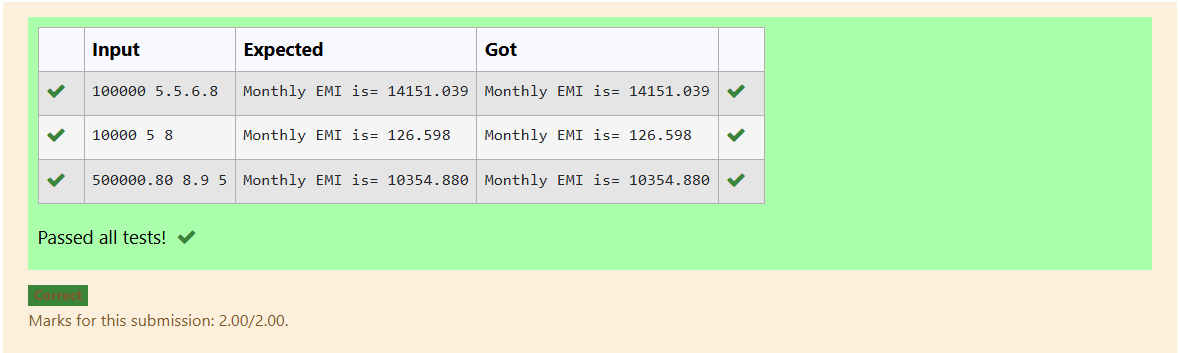 Input Expected Got
100000 5.5.6.8 Monthly EMI is= 14151.039 Monthly EMI is= 14151.039
10000 5 8 Monthly EMI is= 126.598 Monthly EMI is= 126.598
500000.80 8.9 5 Monthly EMI is= 10354.880 Monthly EMI is= 10354.880
Passed all tests!
Correct
Marks for this submission: 2.00/2.00.